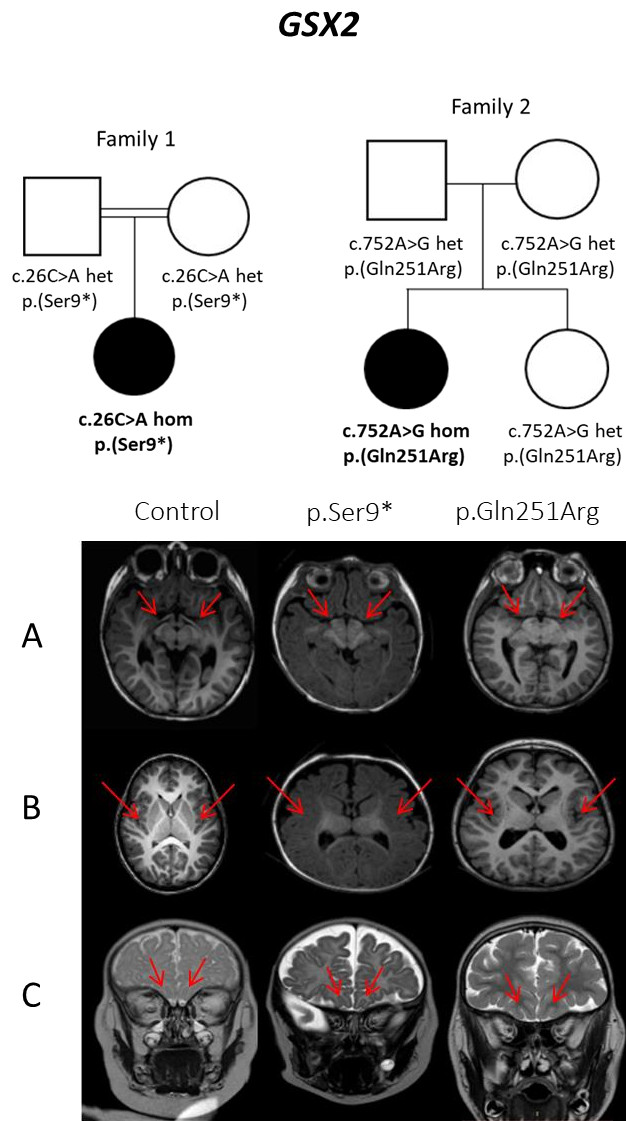 GSX2
Family 1
Family 2
c.26C>A het
p.(Ser9*)
c.26C>A het
p.(Ser9*)
c.752A>G het
p.(Gln251Arg)
c.752A>G het
p.(Gln251Arg)
c.26C>A hom
p.(Ser9*)
c.752A>G hom
p.(Gln251Arg)
c.752A>G het
p.(Gln251Arg)
Control
p.Ser9*
p.Gln251Arg
A
B
C